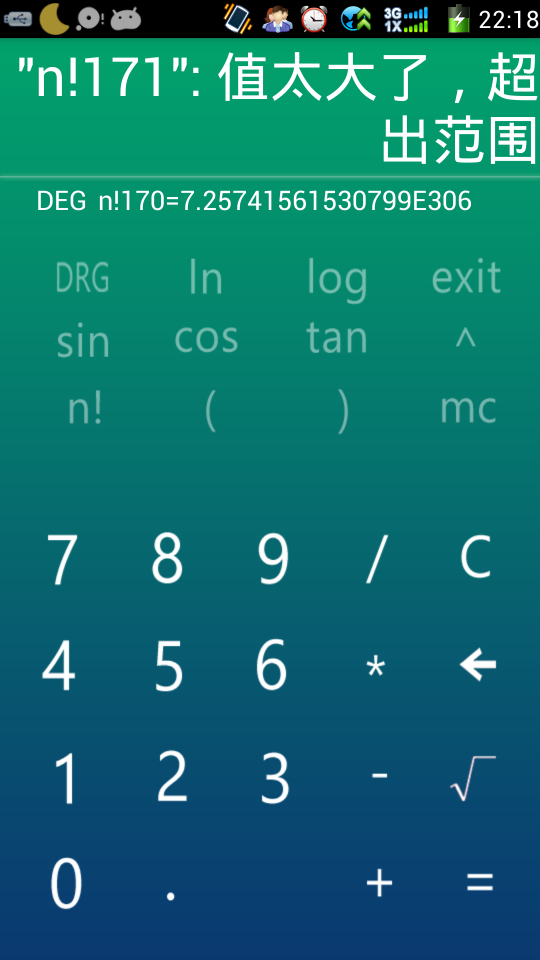 3G 1X 22:18
"n!171": 值太大了，超
出范围
DEG n!170=7.25741561530799E306
DRG ln log exit
sin cos tan ^
n! ( ) mc
7 8 9 / C
4 5 6 * ←
1 2 3 - √
0 . + =